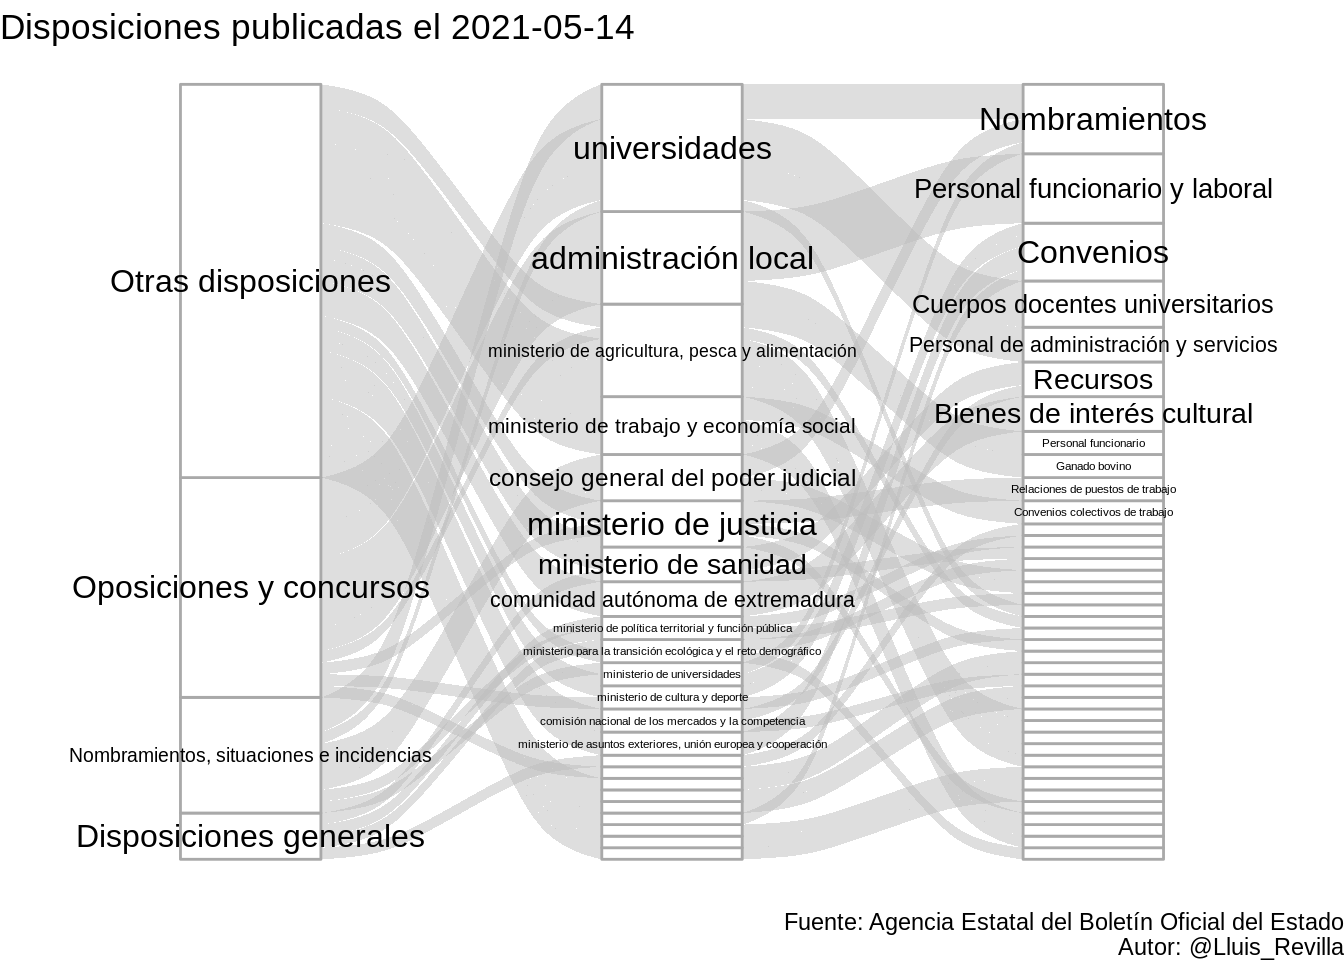 Disposiciones publicadas el 2021-05-14
Otras disposiciones
Oposiciones y concursos
Nombramientos, situaciones e incidencias
Disposiciones generales
universidades
administración local
ministerio de agricultura, pesca y alimentación
ministerio de trabajo y economía social
consejo general del poder judicial
ministerio de justicia
ministerio de sanidad
comunidad autónoma de extremadura
ministerio de política territorial y función pública
ministerio para la transición ecológica y el reto demográfico
ministerio de universidades
ministerio de cultura y deporte
comisión nacional de los mercados y la competencia
ministerio de asuntos exteriores, unión europea y cooperación
Nombramientos
Personal funcionario y laboral
Convenios
Cuerpos docentes universitarios
Personal de administración y servicios
Recursos
Bienes de interés cultural
Personal funcionario
Ganado bovino
Relaciones de puestos de trabajo
Convenios colectivos de trabajo
Fuente: Agencia Estatal del Boletín Oficial del Estado
Autor: @Lluis_Revilla